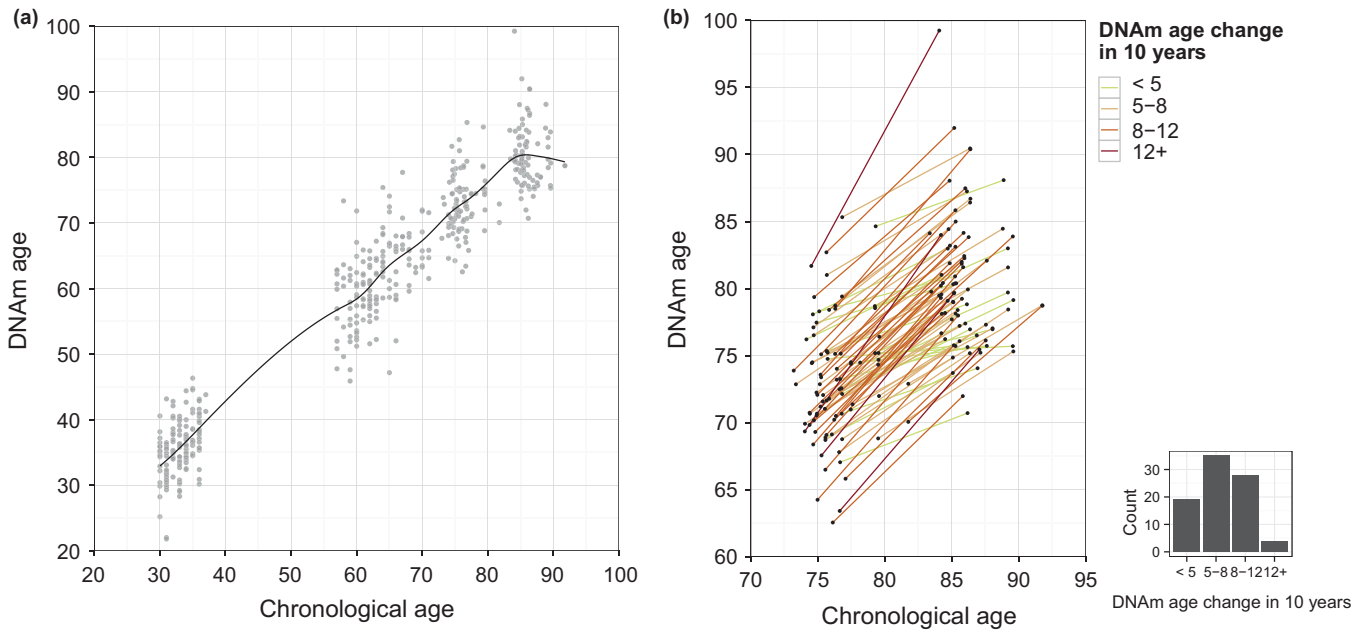 (a)
100
90
80
70
60
50
40
30
20
20 30 40 50 60 70 80 90 100
DNAm age
Chronological age
(b)
100
95
90
85
80
75
70
65
60
70 75 80 85 90 95
DNAm age
Chronological age
DNAm age change
in 10 years
< 5
5−8
8−12
12+
30
20
10
0
Count
< 5 5−8 8−12 12+
DNAm age change in 10 years